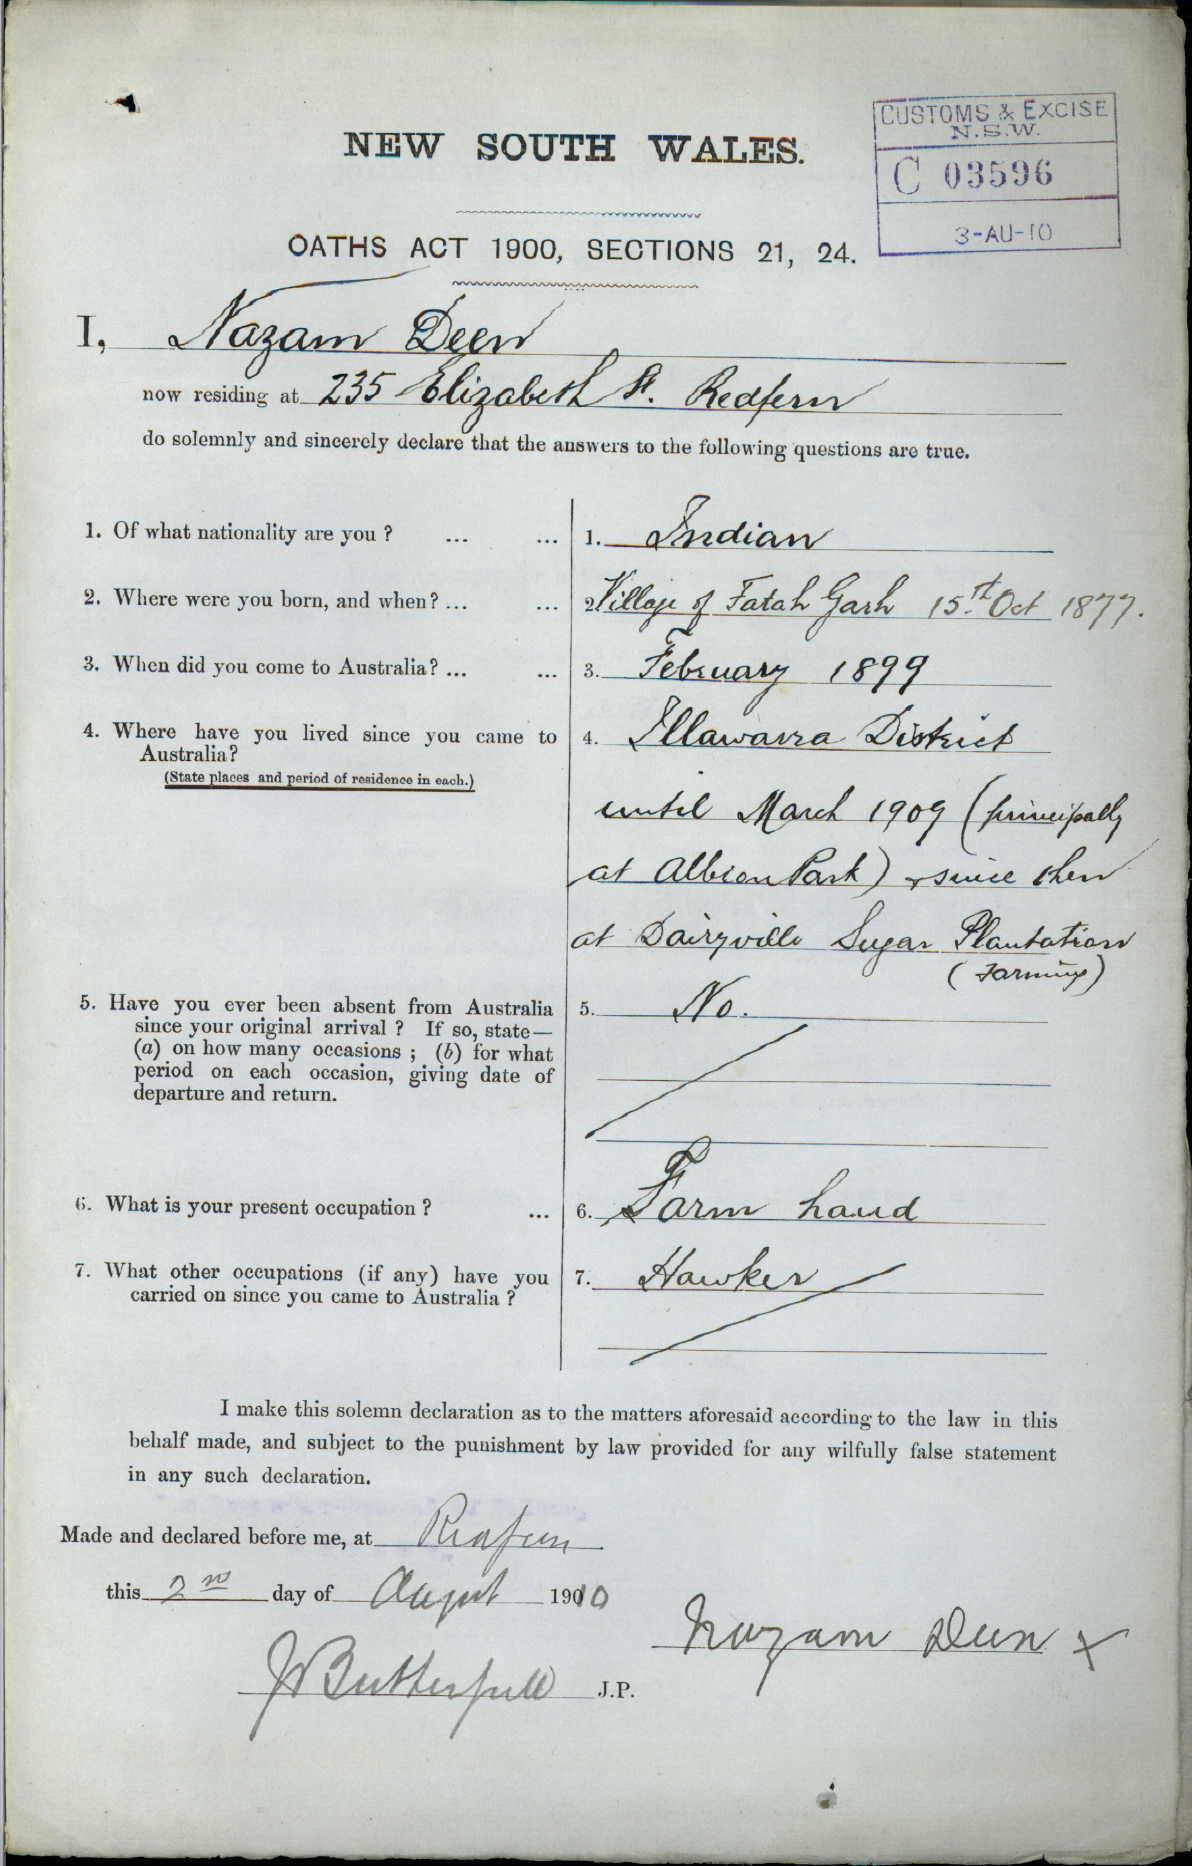 CUSTOMS & EXCISE
N.S.W.
C 03596
3-AU-10
NEW SOUTH WALES.
OATHS ACT 1900, SECTIONS 21, 24.
I, Nazam Deen
now residing at 235 Elizabeth St. Redfern
do solemnly and sincerely declare that the answers to the following questions are true.
1. Of what nationality are you ? ... ... 1. Indian
2. Where were you born, and when? ... ... 2. Village of Fatah Garh 15th Oct 1877.
3. When did you come to Australia? ... ... 3. February 1899
4. Where have you lived since you came to 4. Illawarra District
Australia?
(State places and period of residence in each.)
until March 1909 (principally
at Albion Park) & since then
at Dairyville Sugar Plantation
(Farming)
5. Have you ever been absent from Australia 5. No.
since your original arrival ? If so, state—
(a) on how many occasions ; (b) for what
period on each occasion, giving date of
departure and return.
6. What is your present occupation ? ... 6. Farm hand
7. What other occupations (if any) have you 7. Hawker
carried on since you came to Australia ?
I make this solemn declaration as to the matters aforesaid according to the law in this
behalf made, and subject to the punishment by law provided for any wilfully false statement
in any such declaration.
Made and declared before me, at Redfern
this 2nd day of August 1910
Nazam Deen x
J Butterfield J.P.